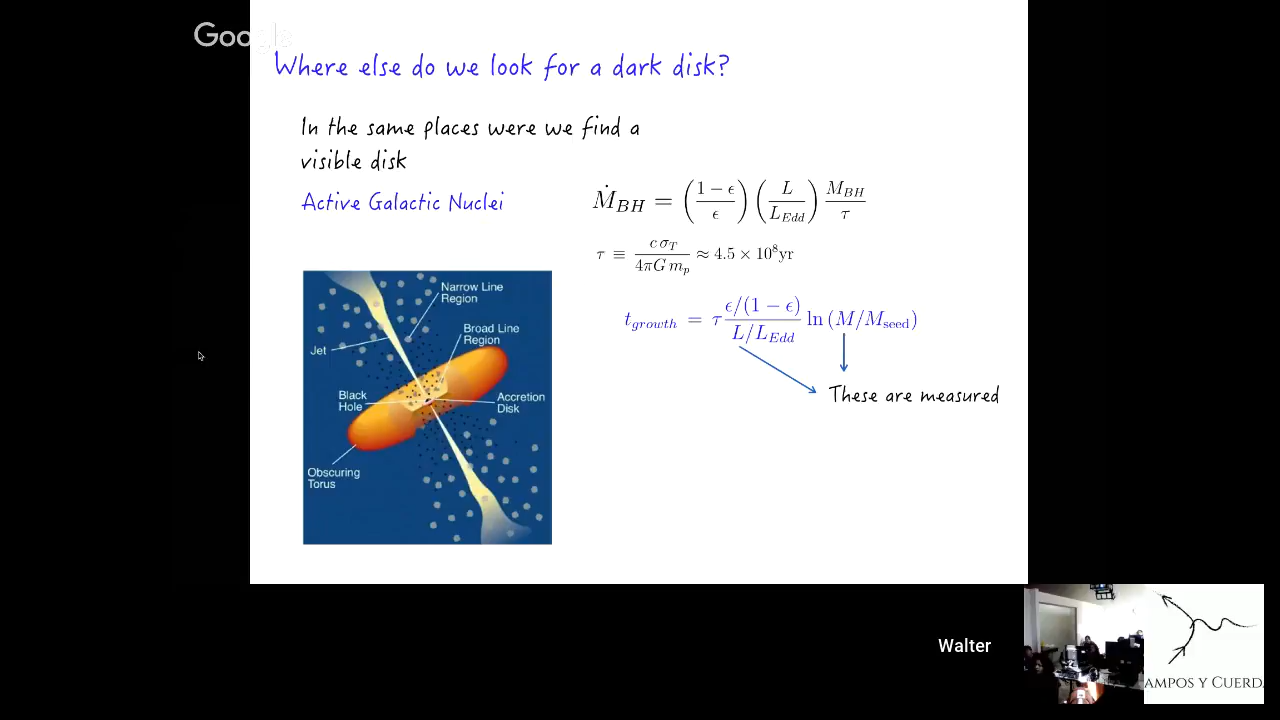 Google
Where else do we look for a dark disk?
In the same places were we find a
visible disk
Active Galactic Nuclei
Ṁ_BH = ((1 − ϵ)/ϵ) (L/L_Edd) M_BH/τ
τ ≡ c σ_T/(4πG m_p) ≈ 4.5 × 10^8 yr
t_growth = τ (ϵ/(1 − ϵ))/(L/L_Edd) ln (M/M_seed)
These are measured
Narrow Line
Region
Broad Line
Region
Jet
Black
Hole
Accretion
Disk
Obscuring
Torus
Walter
AMPOS Y CUERD